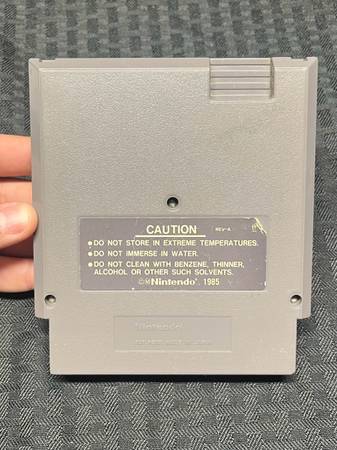 CAUTION REV-A
●DO NOT STORE IN EXTREME TEMPERATURES.
●DO NOT IMMERSE IN WATER.
●DO NOT CLEAN WITH BENZENE, THINNER,
ALCOHOL OR OTHER SUCH SOLVENTS.
©Ⓜ Nintendo® 1985
Nintendo